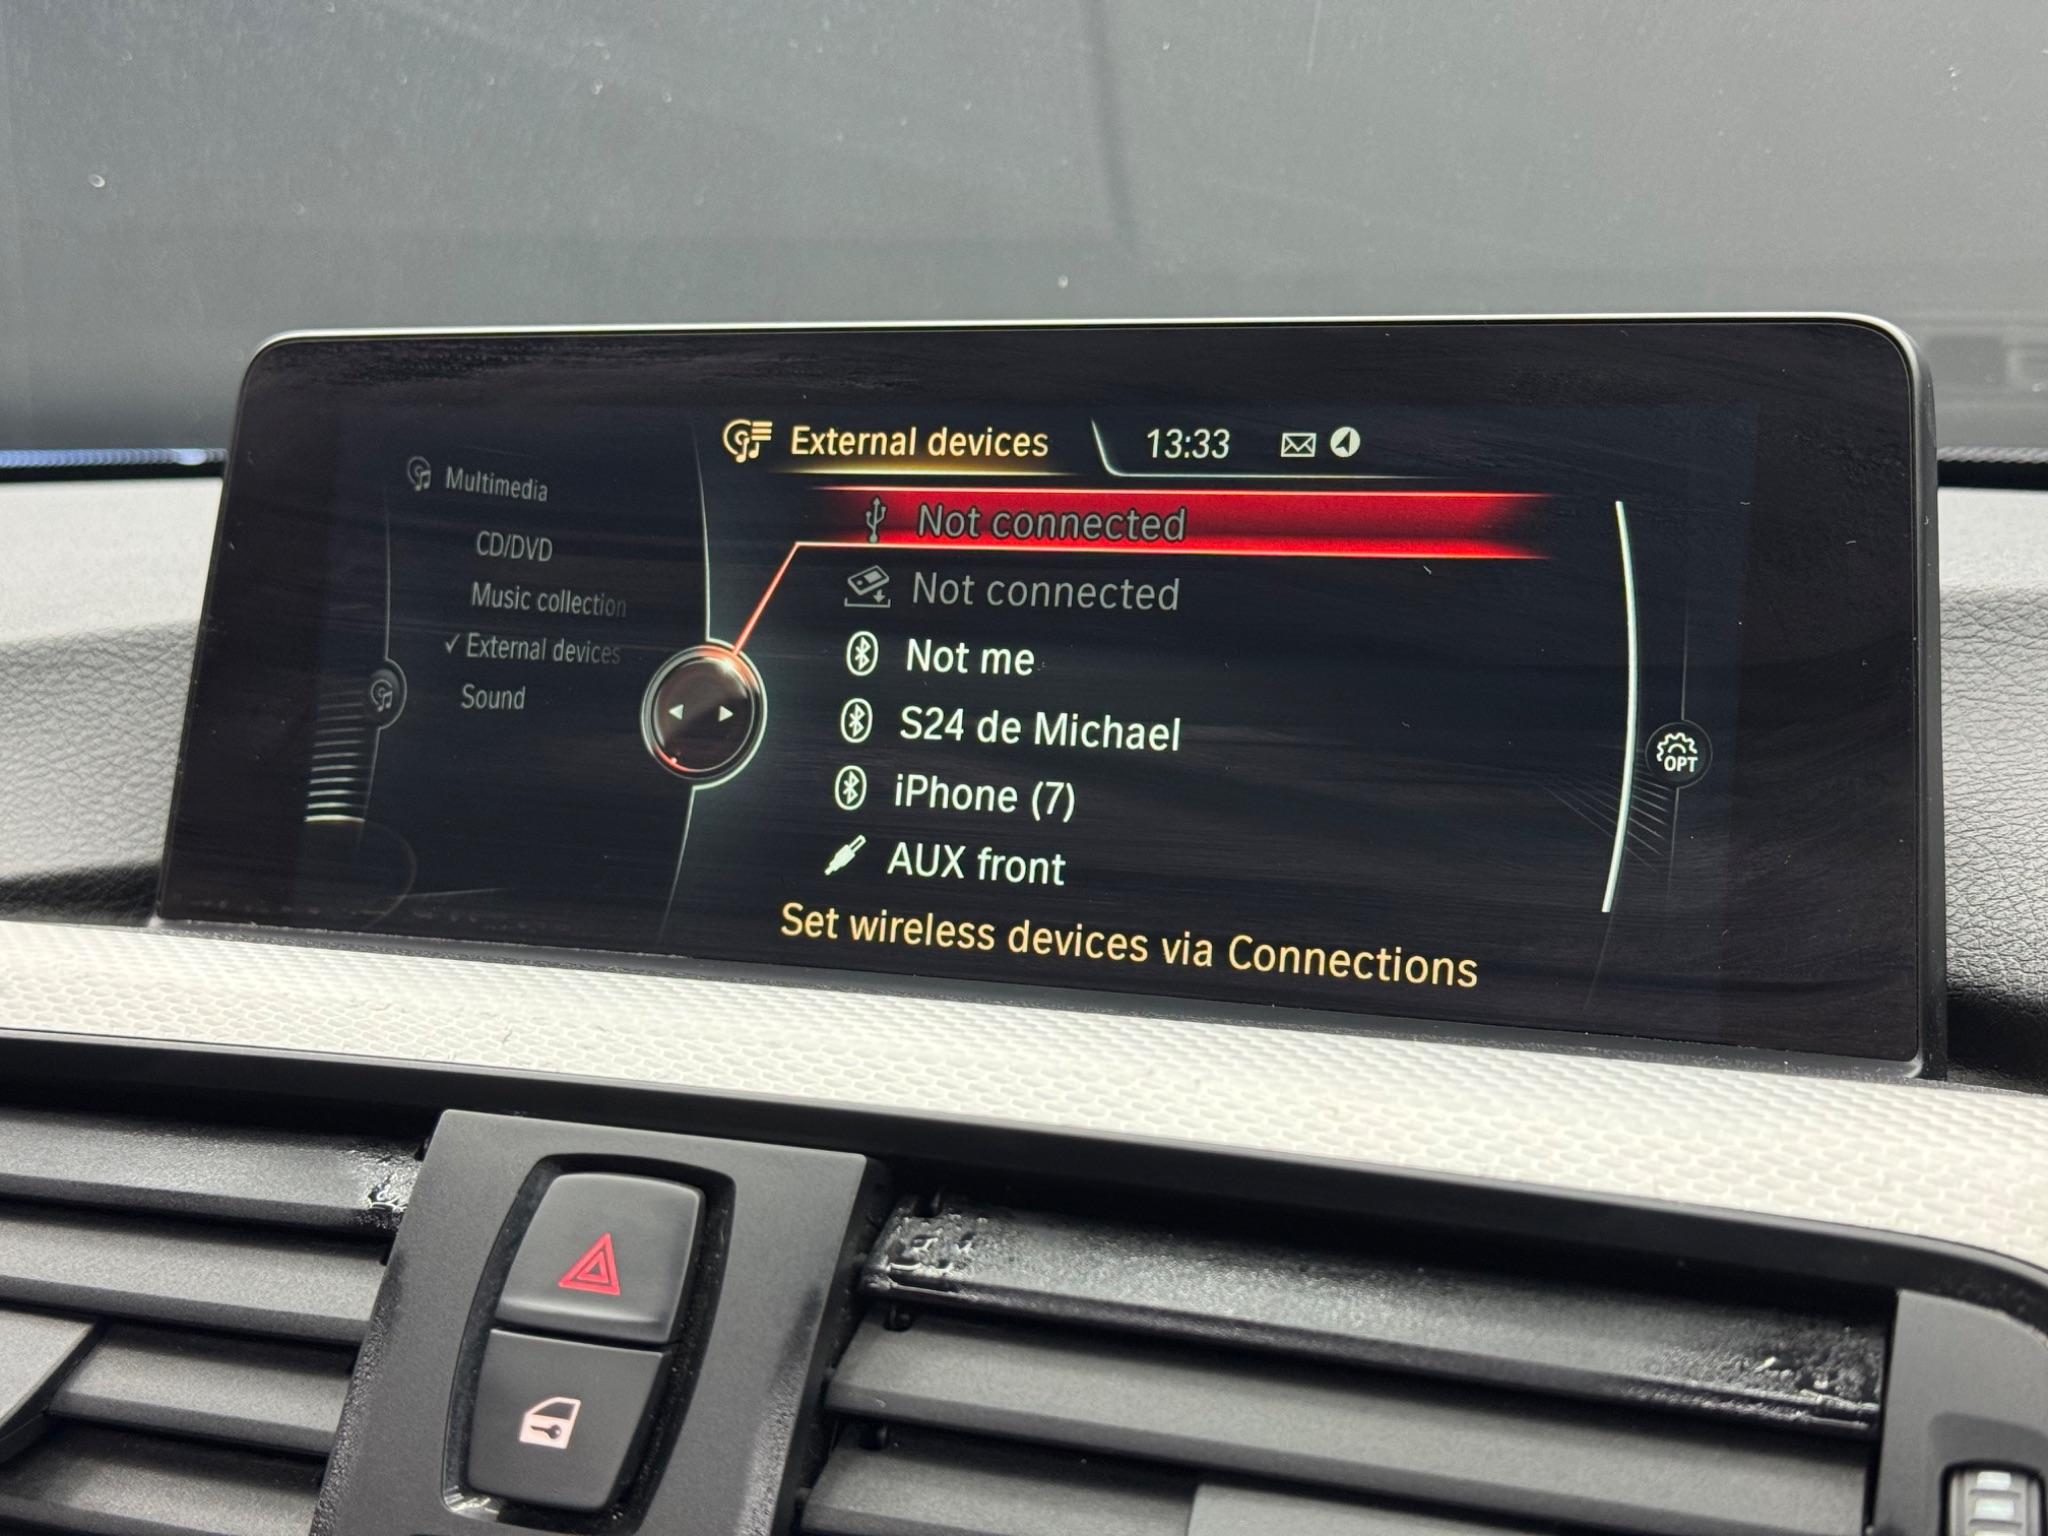 External devices
13:33
Multimedia
CD/DVD
Music collection
External devices
Sound
Not connected
Not connected
Not me
S24 de Michael
iPhone (7)
AUX front
Set wireless devices via Connections
OPT